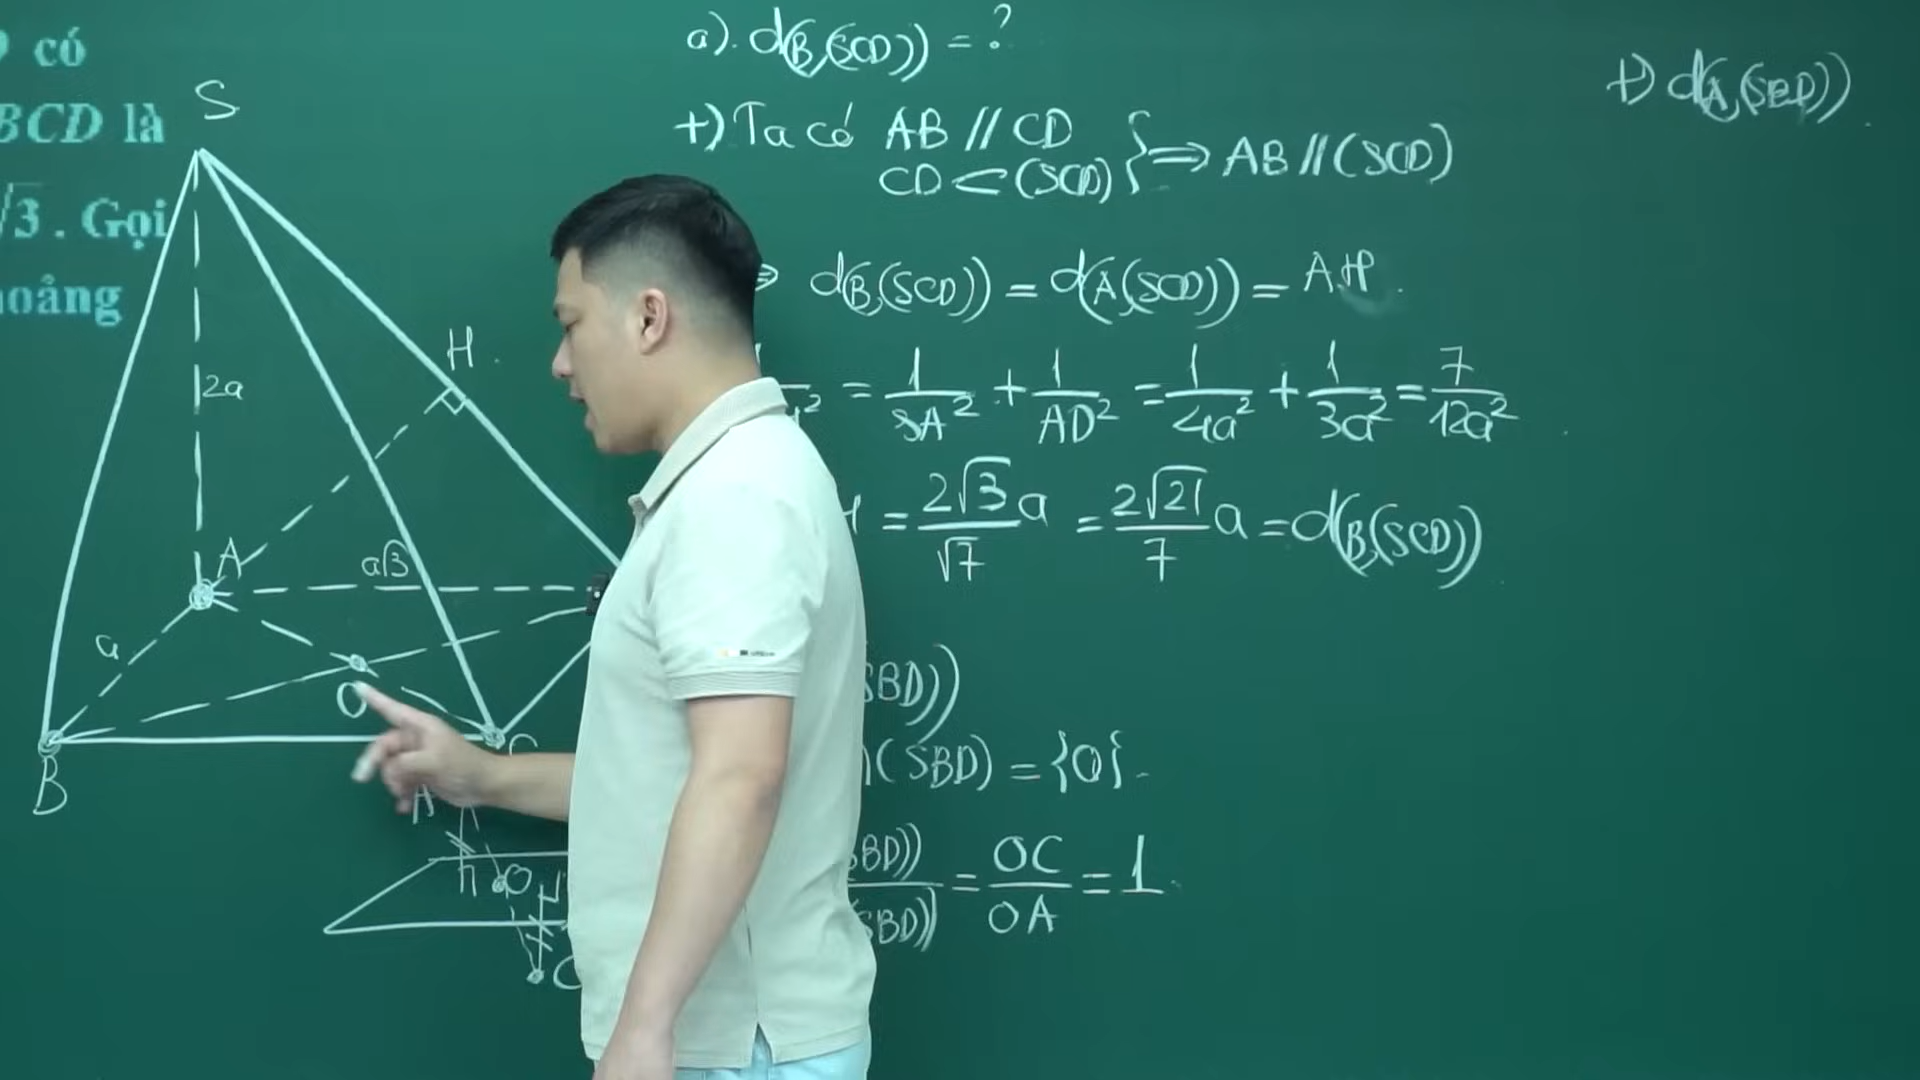 có
BCD là
√3 . Gọi
S
2a
H
A
a√3
a
O
B
C
A
h
O
C
a). d(B,(SCD)) = ?
+) Ta có AB // CD
CD ⊂ (SCD) } ⇒ AB // (SCD)
⇒ d(B,(SCD)) = d(A,(SCD)) = AH.
= 1/SA² + 1/AD² = 1/4a² + 1/3a² = 7/12a²
= 2√3/√7 a = 2√21/7 a = d(B,(SCD))
SBD))
(SBD) = {O}.
BD)) / (SBD)) = OC/OA = 1.
+) d(A,(SBD)).